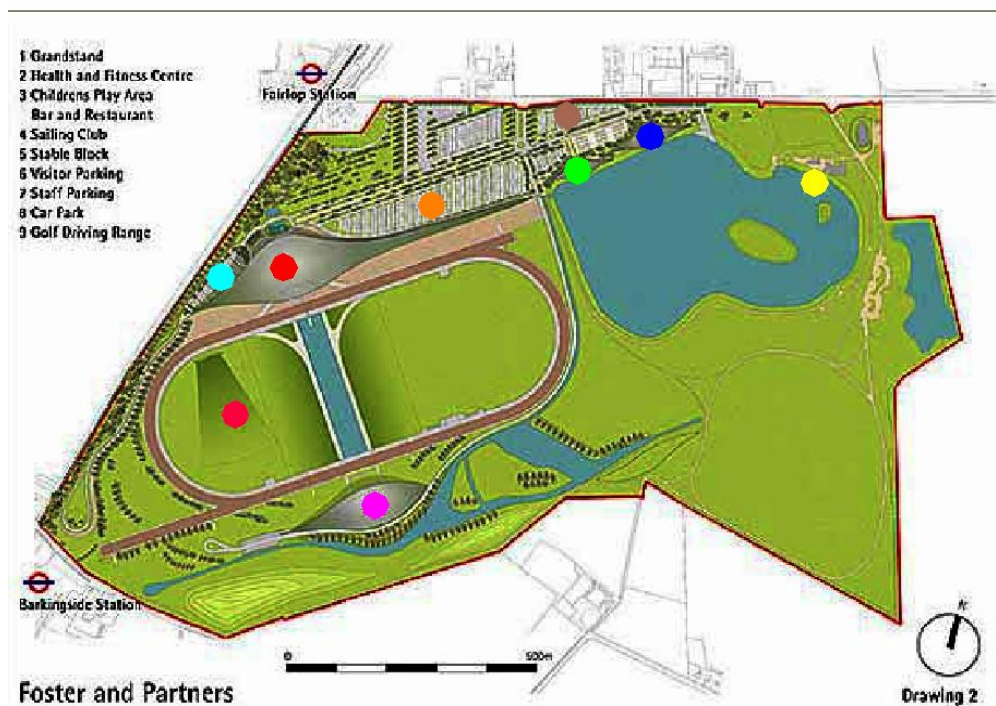 1 Grandstand
2 Health and Fitness Centre
3 Childrens Play Area
Bar and Restaurant
4 Sailing Club
5 Stable Block
6 Visitor Parking
7 Staff Parking
8 Car Park
9 Golf Driving Range
Fairlop Station
Barkingside Station
0 500m
N
Foster and Partners
Drawing 2